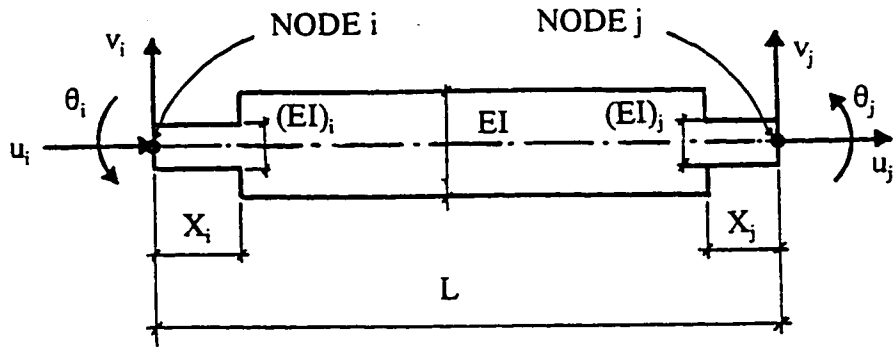 NODE i
NODE j
v_i
v_j
θ_i
(EI)_i
EI
(EI)_j
θ_j
u_i
u_j
X_i
X_j
L